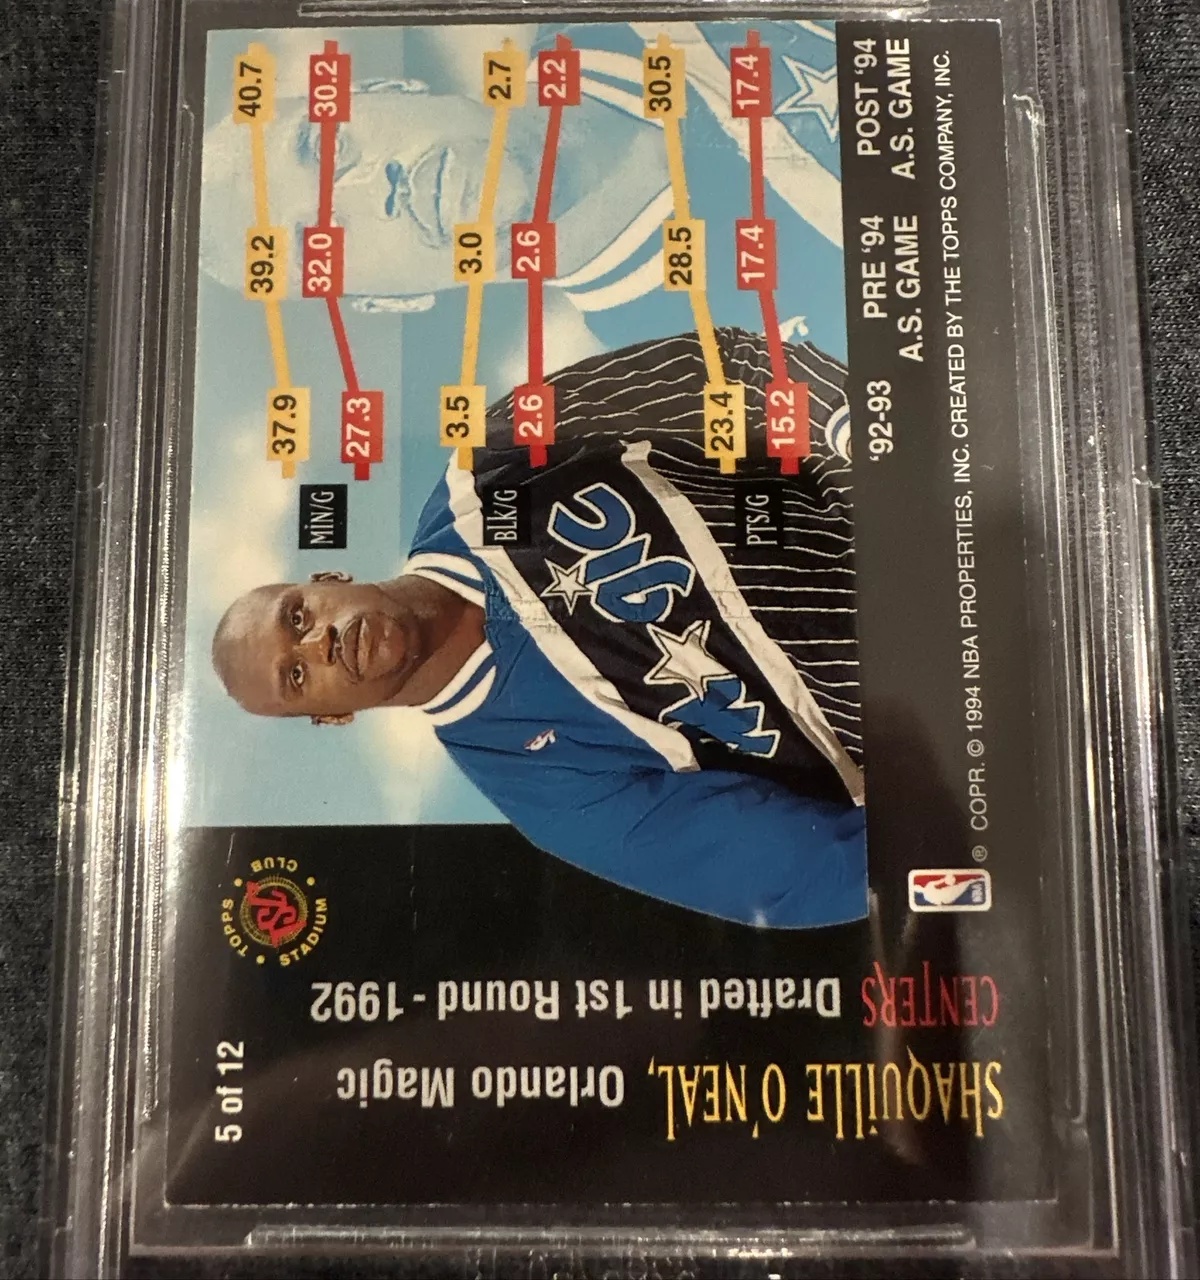 5 of 12
TOPPS
STADIUM
CLUB
SC
SHAQUILLE O'NEAL,
Orlando Magic
CENTERS
Drafted in 1st Round - 1992
MAGIC
MIN/G
37.9 39.2 40.7
27.3 32.0 30.2
BLK/G
3.5 3.0 2.7
2.6 2.6 2.2
PTS/G
23.4 28.5 30.5
15.2 17.4 17.4
'92-93
PRE '94
A.S. GAME
POST '94
A.S. GAME
NBA
® COPR. © 1994 NBA PROPERTIES, INC. CREATED BY THE TOPPS COMPANY, INC.